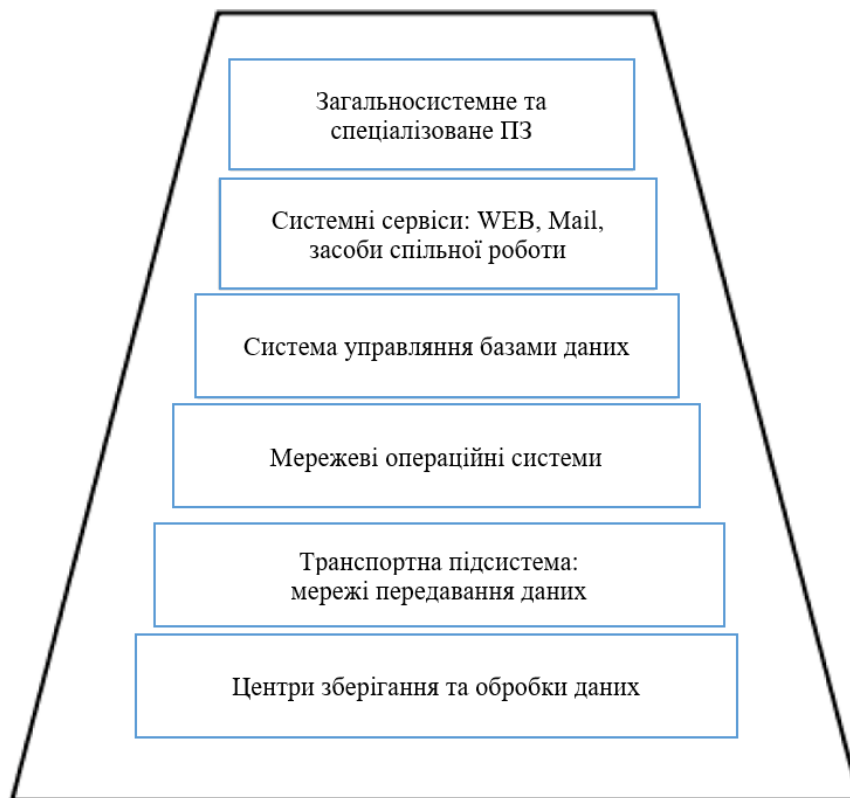 Загальносистемне та
спеціалізоване ПЗ
Системні сервіси: WEB, Mail,
засоби спільної роботи
Система управляння базами даних
Мережеві операційні системи
Транспортна підсистема:
мережі передавання даних
Центри зберігання та обробки даних